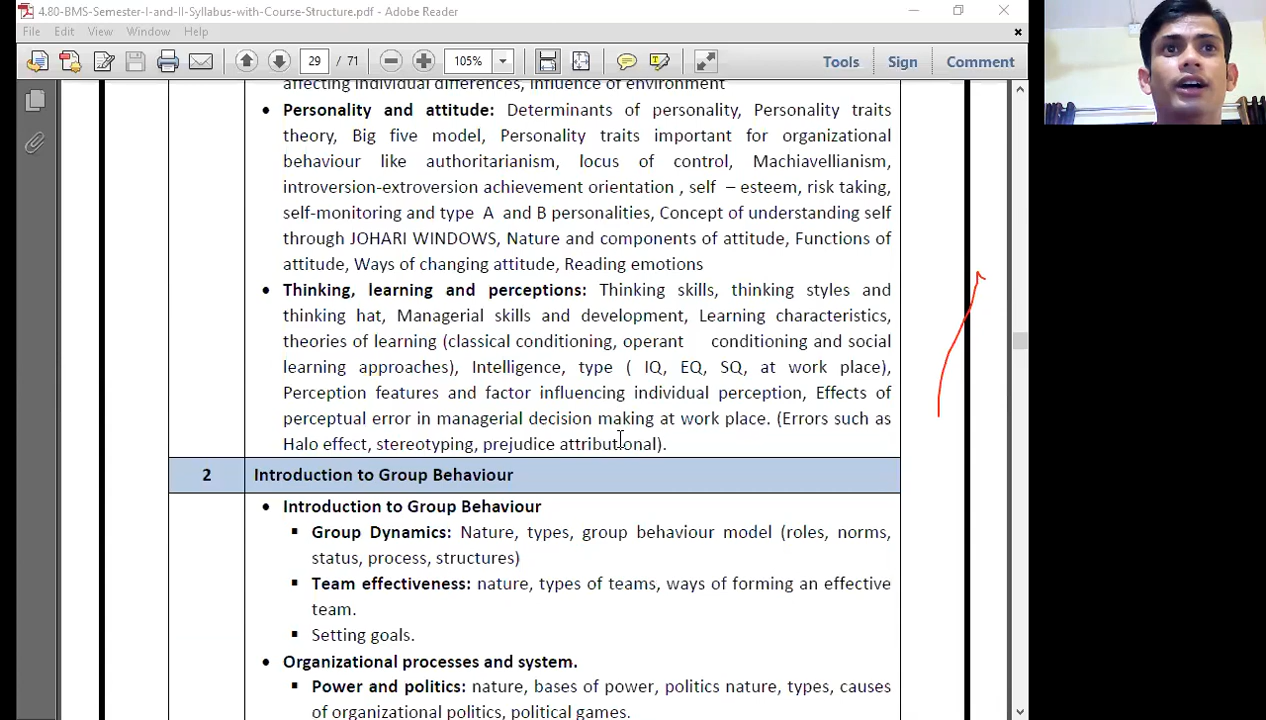 4.80-BMS-Semester-I-and-II-Syllabus-with-Course-Structure.pdf - Adobe Reader
File Edit View Window Help
29 / 71 105% Tools Sign Comment
affecting individual differences, influence of environment
• Personality and attitude: Determinants of personality, Personality traits
theory, Big five model, Personality traits important for organizational
behaviour like authoritarianism, locus of control, Machiavellianism,
introversion-extroversion achievement orientation , self – esteem, risk taking,
self-monitoring and type A and B personalities, Concept of understanding self
through JOHARI WINDOWS, Nature and components of attitude, Functions of
attitude, Ways of changing attitude, Reading emotions
• Thinking, learning and perceptions: Thinking skills, thinking styles and
thinking hat, Managerial skills and development, Learning characteristics,
theories of learning (classical conditioning, operant conditioning and social
learning approaches), Intelligence, type ( IQ, EQ, SQ, at work place),
Perception features and factor influencing individual perception, Effects of
perceptual error in managerial decision making at work place. (Errors such as
Halo effect, stereotyping, prejudice attributional).
2 Introduction to Group Behaviour
• Introduction to Group Behaviour
▪ Group Dynamics: Nature, types, group behaviour model (roles, norms,
status, process, structures)
▪ Team effectiveness: nature, types of teams, ways of forming an effective
team.
▪ Setting goals.
• Organizational processes and system.
▪ Power and politics: nature, bases of power, politics nature, types, causes
of organizational politics, political games.